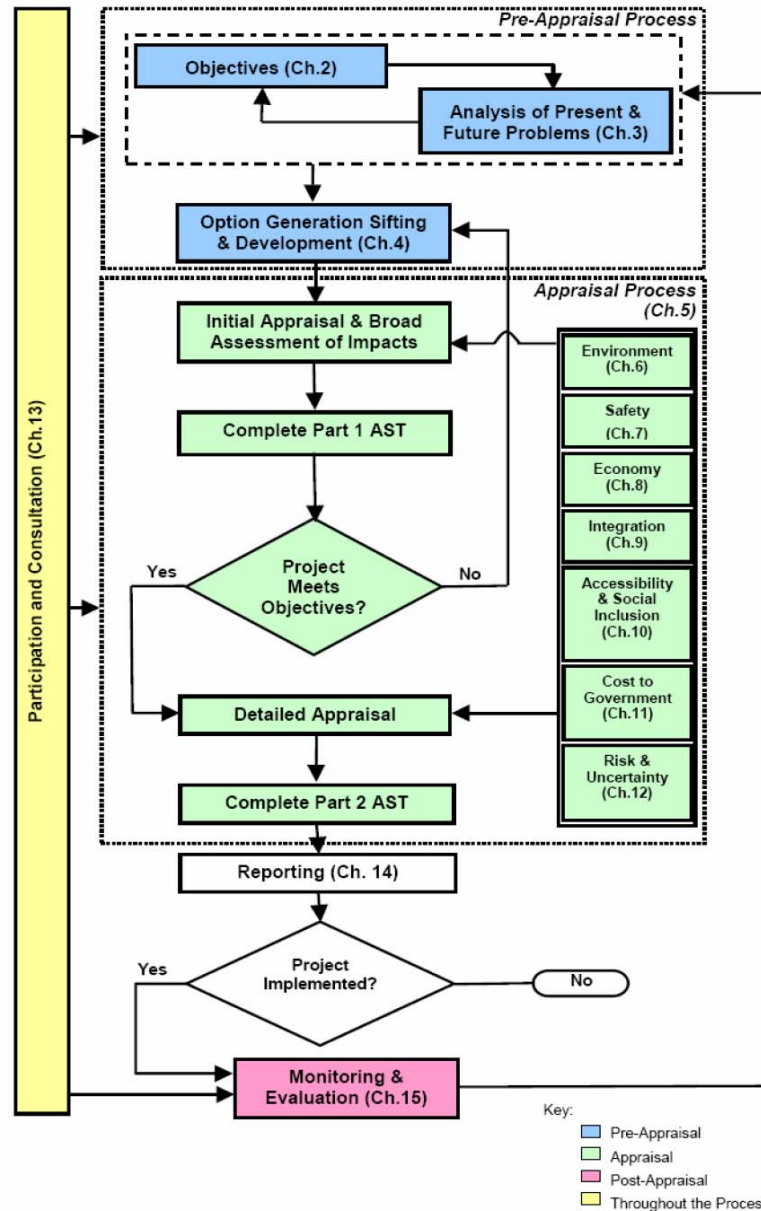 Pre-Appraisal Process
Objectives (Ch.2)
Analysis of Present &
Future Problems (Ch.3)
Option Generation Sifting
& Development (Ch.4)
Appraisal Process
(Ch.5)
Initial Appraisal & Broad
Assessment of Impacts
Environment
(Ch.6)
Safety
(Ch.7)
Economy
(Ch.8)
Integration
(Ch.9)
Accessibility
& Social
Inclusion
(Ch.10)
Cost to
Government
(Ch.11)
Risk &
Uncertainty
(Ch.12)
Complete Part 1 AST
Yes
Project
Meets
Objectives?
No
Detailed Appraisal
Complete Part 2 AST
Participation and Consultation (Ch.13)
Reporting (Ch. 14)
Yes
Project
Implemented?
No
Monitoring &
Evaluation (Ch.15)
Key:
Pre-Appraisal
Appraisal
Post-Appraisal
Throughout the Proces